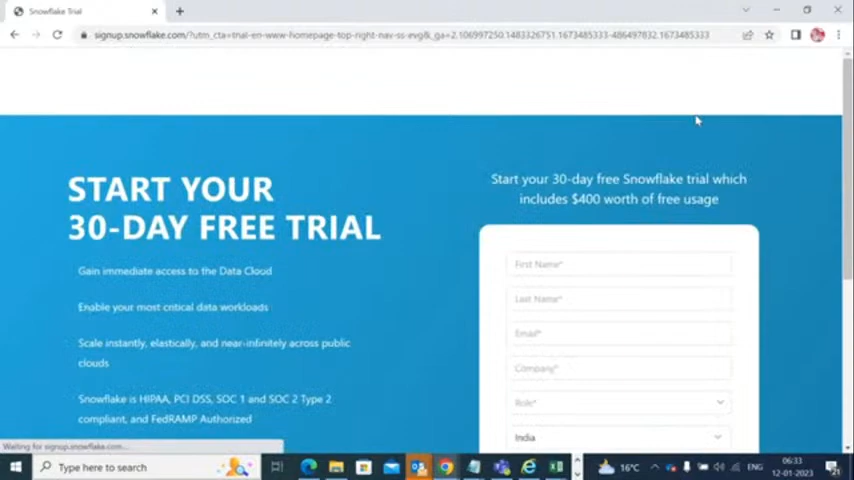 Snowflake Trial
signup.snowflake.com/?utm_cta=trial-en-www-homepage-top-right-nav-ss-evg&_ga=2.106997250.1483326751.1673485333-486497832.1673485333
START YOUR
30-DAY FREE TRIAL
Gain immediate access to the Data Cloud
Enable your most critical data workloads
Scale instantly, elastically, and near-infinitely across public
clouds
Snowflake is HIPAA, PCI DSS, SOC 1 and SOC 2 Type 2
compliant, and FedRAMP Authorized
Start your 30-day free Snowflake trial which
includes $400 worth of free usage
First Name*
Last Name*
Email*
Company*
Role*
India
Waiting for signup.snowflake.com...
Type here to search
16°C
ENG
06:33
12-01-2023